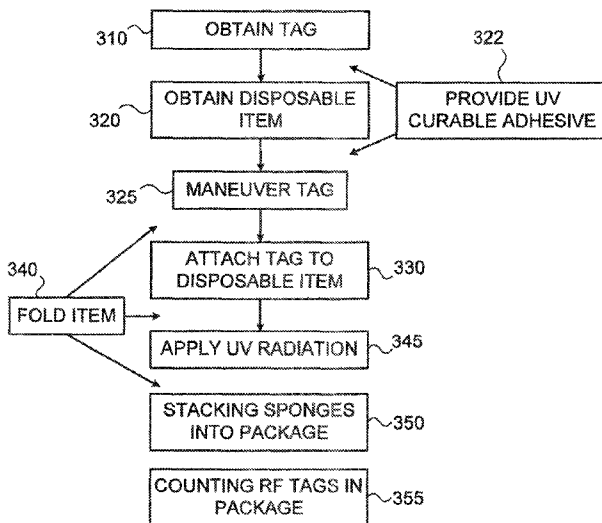 310
OBTAIN TAG
322
320
OBTAIN DISPOSABLE
ITEM
PROVIDE UV
CURABLE ADHESIVE
325
MANEUVER TAG
340
FOLD ITEM
ATTACH TAG TO
DISPOSABLE ITEM
330
APPLY UV RADIATION
345
STACKING SPONGES
INTO PACKAGE
350
COUNTING RF TAGS IN
PACKAGE
355